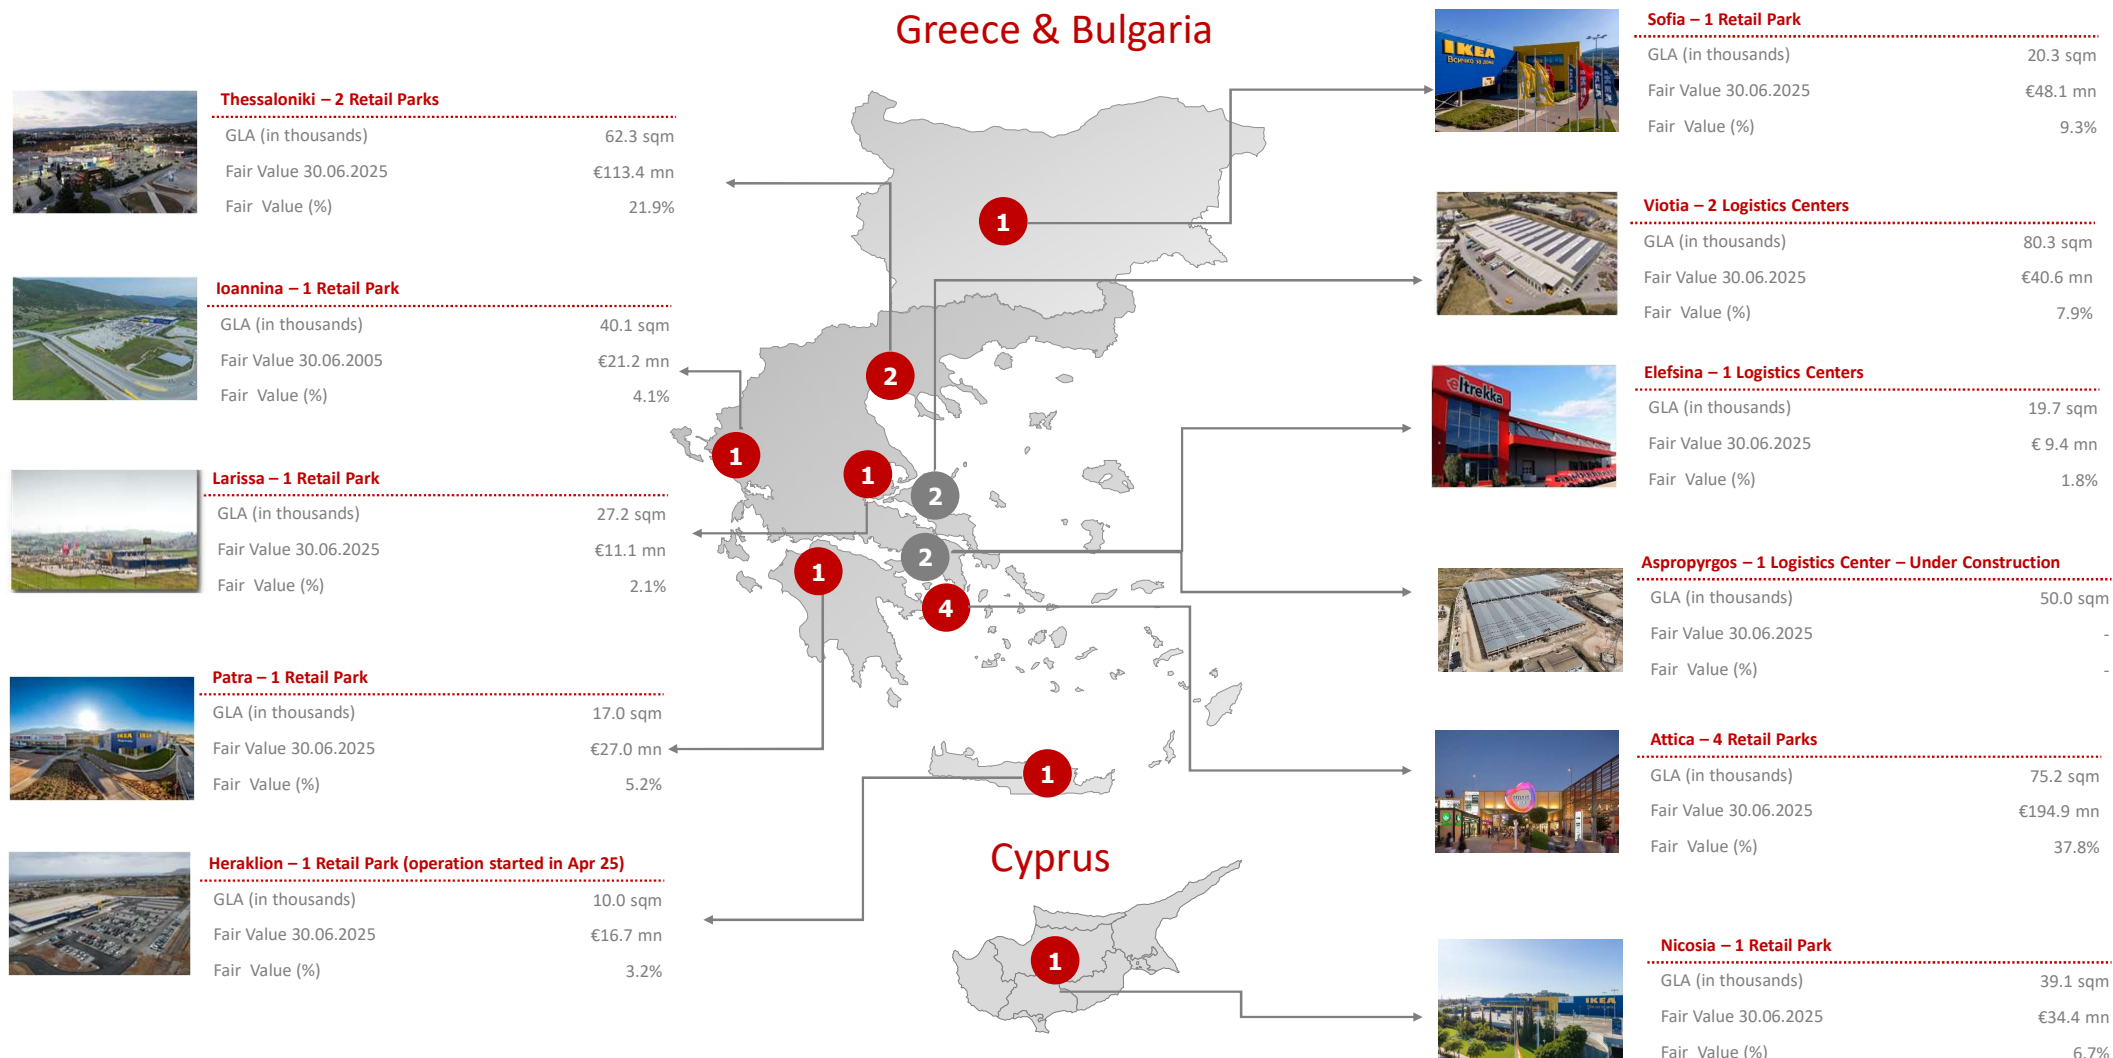 Greece & Bulgaria
Thessaloniki – 2 Retail Parks
GLA (in thousands) 62.3 sqm
Fair Value 30.06.2025 €113.4 mn
Fair Value (%) 21.9%
Ioannina – 1 Retail Park
GLA (in thousands) 40.1 sqm
Fair Value 30.06.2005 €21.2 mn
Fair Value (%) 4.1%
Larissa – 1 Retail Park
GLA (in thousands) 27.2 sqm
Fair Value 30.06.2025 €11.1 mn
Fair Value (%) 2.1%
Patra – 1 Retail Park
GLA (in thousands) 17.0 sqm
Fair Value 30.06.2025 €27.0 mn
Fair Value (%) 5.2%
IKEA
Heraklion – 1 Retail Park (operation started in Apr 25)
GLA (in thousands) 10.0 sqm
Fair Value 30.06.2025 €16.7 mn
Fair Value (%) 3.2%
1
2
1
1
2
2
1
4
1
Cyprus
1
Sofia – 1 Retail Park
GLA (in thousands) 20.3 sqm
Fair Value 30.06.2025 €48.1 mn
Fair Value (%) 9.3%
IKEA
Всичко за дома
Viotia – 2 Logistics Centers
GLA (in thousands) 80.3 sqm
Fair Value 30.06.2025 €40.6 mn
Fair Value (%) 7.9%
Elefsina – 1 Logistics Centers
GLA (in thousands) 19.7 sqm
Fair Value 30.06.2025 € 9.4 mn
Fair Value (%) 1.8%
eltrekka
Aspropyrgos – 1 Logistics Center – Under Construction
GLA (in thousands) 50.0 sqm
Fair Value 30.06.2025 -
Fair Value (%) -
Attica – 4 Retail Parks
GLA (in thousands) 75.2 sqm
Fair Value 30.06.2025 €194.9 mn
Fair Value (%) 37.8%
Nicosia – 1 Retail Park
GLA (in thousands) 39.1 sqm
Fair Value 30.06.2025 €34.4 mn
Fair Value (%) 6.7%
IKEA